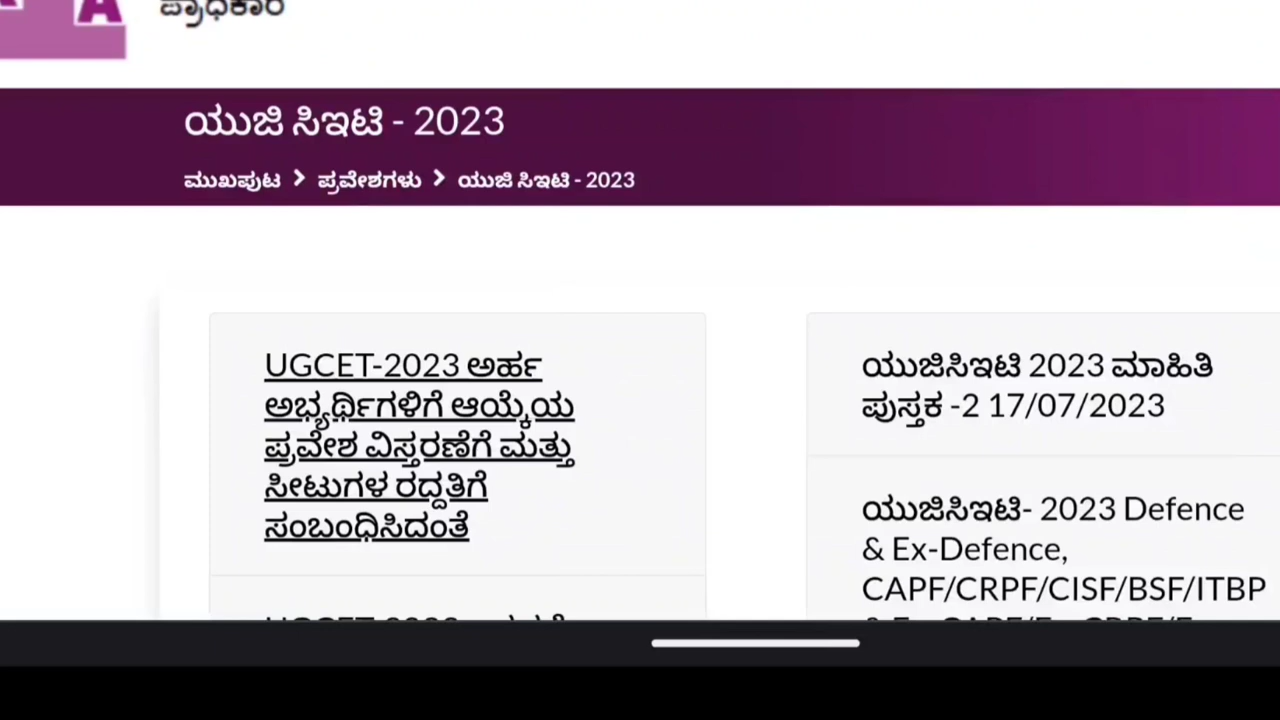 ಪ್ರಾಧಿಕಾರ
ಯುಜಿ ಸಿಇಟಿ - 2023
ಮುಖಪುಟ > ಪ್ರವೇಶಗಳು > ಯುಜಿ ಸಿಇಟಿ - 2023
UGCET-2023 ಅರ್ಹ
ಅಭ್ಯರ್ಥಿಗಳಿಗೆ ಆಯ್ಕೆಯ
ಪ್ರವೇಶ ವಿಸ್ತರಣೆಗೆ ಮತ್ತು
ಸೀಟುಗಳ ರದ್ದತಿಗೆ
ಸಂಬಂಧಿಸಿದಂತೆ
ಯುಜಿಸಿಇಟಿ 2023 ಮಾಹಿತಿ
ಪುಸ್ತಕ -2 17/07/2023
ಯುಜಿಸಿಇಟಿ- 2023 Defence
& Ex-Defence,
CAPF/CRPF/CISF/BSF/ITBP